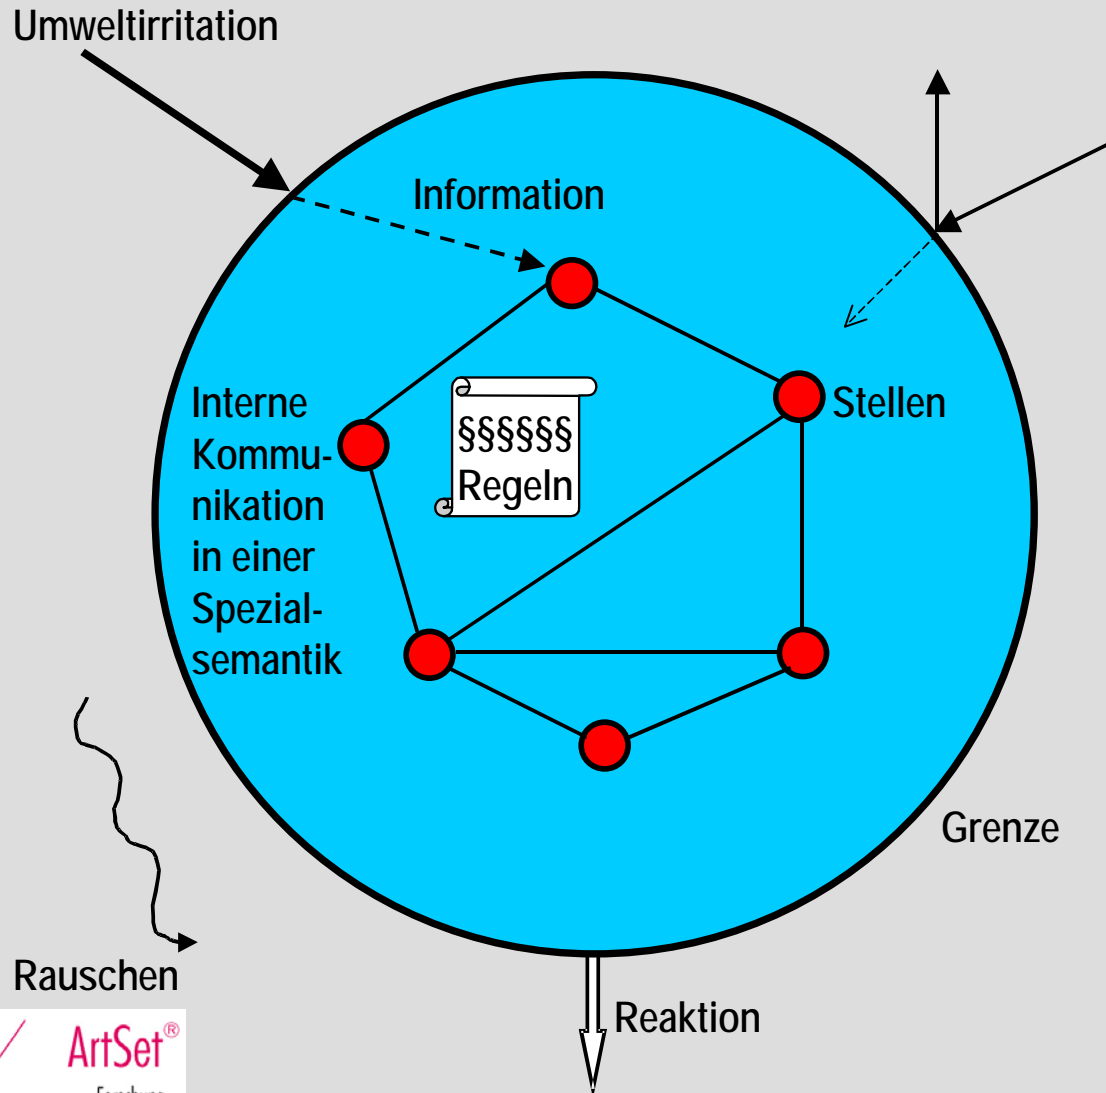 Umweltirritation
Information
Interne
Kommu-
nikation
in einer
Spezial-
semantik
§§§§§§
Regeln
Stellen
Grenze
Rauschen
Reaktion
ArtSet®